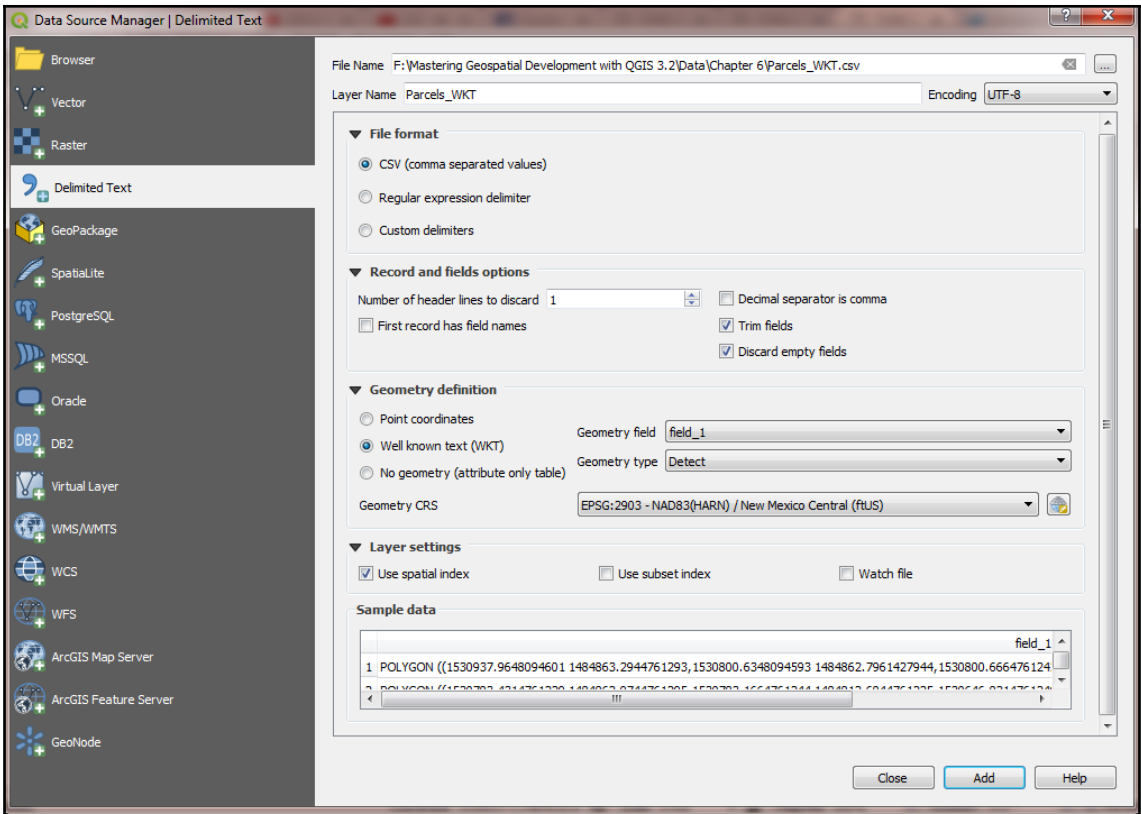 Data Source Manager | Delimited Text
Browser
Vector
Raster
Delimited Text
GeoPackage
SpatiaLite
PostgreSQL
MSSQL
Oracle
DB2 DB2
Virtual Layer
WMS/WMTS
WCS
WFS
ArcGIS Map Server
ArcGIS Feature Server
GeoNode
File Name F:\Mastering Geospatial Development with QGIS 3.2\Data\Chapter 6\Parcels_WKT.csv ...
Layer Name Parcels_WKT Encoding UTF-8
File format
CSV (comma separated values)
Regular expression delimiter
Custom delimiters
Record and fields options
Number of header lines to discard 1 Decimal separator is comma
First record has field names Trim fields
Discard empty fields
Geometry definition
Point coordinates
Well known text (WKT)
No geometry (attribute only table)
Geometry field field_1
Geometry type Detect
Geometry CRS EPSG:2903 - NAD83(HARN) / New Mexico Central (ftUS)
Layer settings
Use spatial index Use subset index Watch file
Sample data
field_1
1 POLYGON ((1530937.9648094601 1484863.2944761293,1530800.6348094593 1484862.7961427944,1530800.666476124
Close Add Help